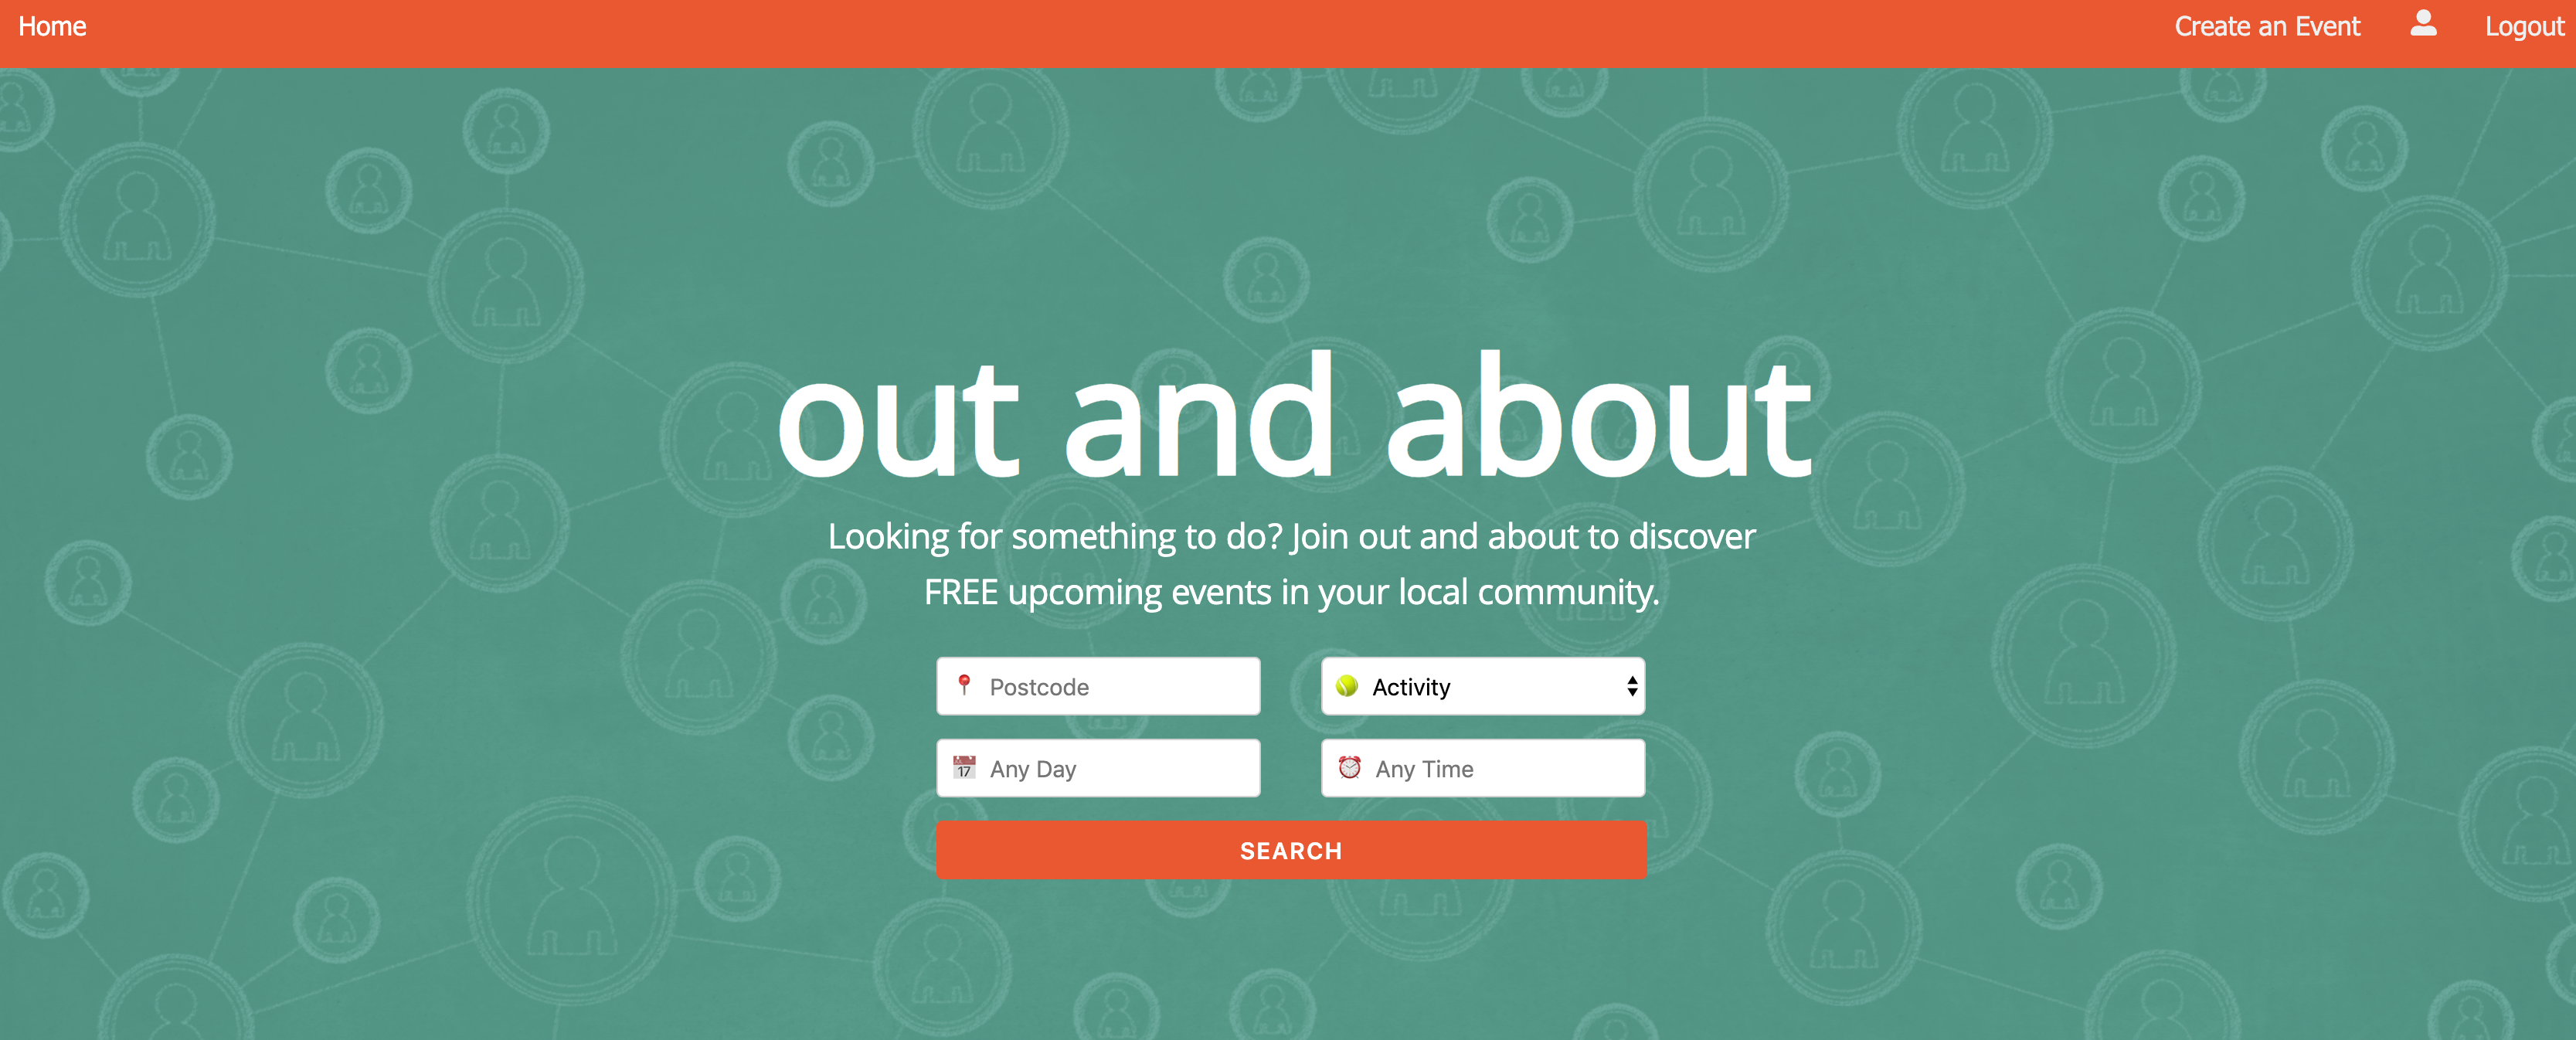 Home
Create an Event
Logout
out and about
Looking for something to do? Join out and about to discover
FREE upcoming events in your local community.
Postcode
Activity
17
Any Day
Any Time
SEARCH